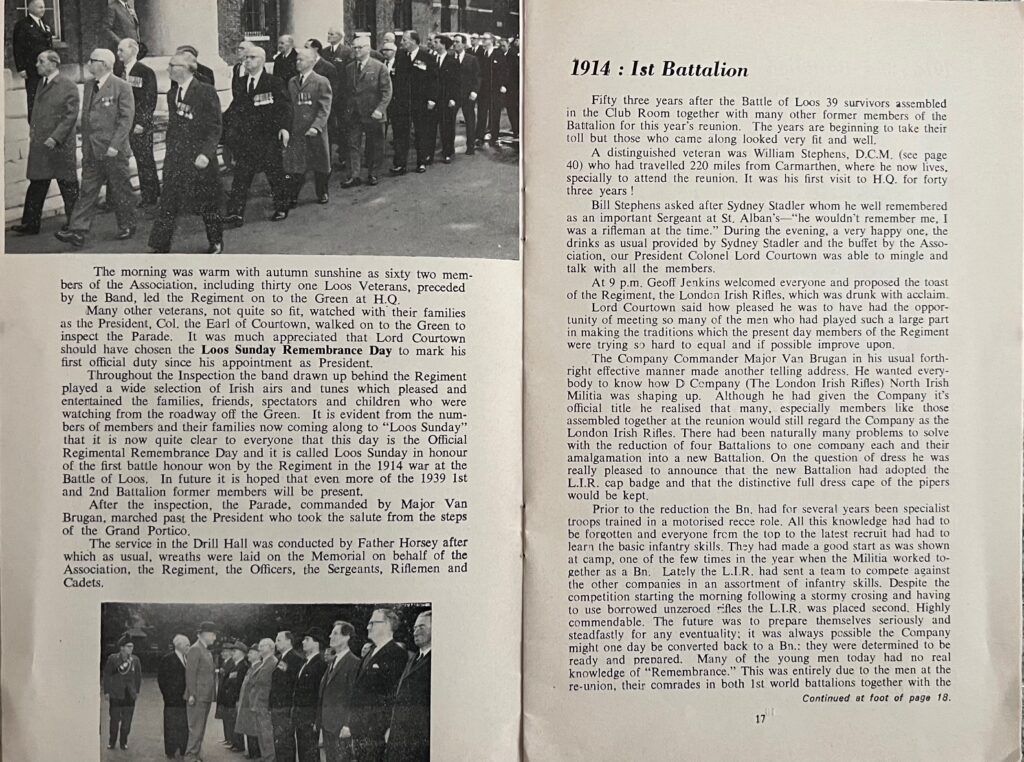 The morning was warm with autumn sunshine as sixty two mem-
bers of the Association, including thirty one Loos Veterans, preceded
by the Band, led the Regiment on to the Green at H.Q.
Many other veterans, not quite so fit, watched with their families
as the President, Col. the Earl of Courtown, walked on to the Green to
inspect the Parade. It was much appreciated that Lord Courtown
should have chosen the Loos Sunday Remembrance Day to mark his
first official duty since his appointment as President.
Throughout the Inspection the band drawn up behind the Regiment
played a wide selection of Irish airs and tunes which pleased and
entertained the families, friends, spectators and children who were
watching from the roadway off the Green. It is evident from the num-
bers of members and their families now coming along to "Loos Sunday"
that it is now quite clear to everyone that this day is the Official
Regimental Remembrance Day and it is called Loos Sunday in honour
of the first battle honour won by the Regiment in the 1914 war at the
Battle of Loos. In future it is hoped that even more of the 1939 1st
and 2nd Battalion former members will be present.
After the inspection, the Parade, commanded by Major Van
Brugan, marched past the President who took the salute from the steps
of the Grand Portico.
The service in the Drill Hall was conducted by Father Horsey after
which as usual, wreaths were laid on the Memorial on behalf of the
Association, the Regiment, the Officers, the Sergeants, Riflemen and
Cadets.
1914 : 1st Battalion
Fifty three years after the Battle of Loos 39 survivors assembled
in the Club Room together with many other former members of the
Battalion for this year's reunion. The years are beginning to take their
toll but those who came along looked very fit and well.
A distinguished veteran was William Stephens, D.C.M. (see page
40) who had travelled 220 miles from Carmarthen, where he now lives,
specially to attend the reunion. It was his first visit to H.Q. for forty
three years !
Bill Stephens asked after Sydney Stadler whom he well remembered
as an important Sergeant at St. Alban's—"he wouldn't remember me, I
was a rifleman at the time." During the evening, a very happy one, the
drinks as usual provided by Sydney Stadler and the buffet by the Asso-
ciation, our President Colonel Lord Courtown was able to mingle and
talk with all the members.
At 9 p.m. Geoff Jenkins welcomed everyone and proposed the toast
of the Regiment, the London Irish Rifles, which was drunk with acclaim.
Lord Courtown said how pleased he was to have had the oppor-
tunity of meeting so many of the men who had played such a large part
in making the traditions which the present day members of the Regiment
were trying so hard to equal and if possible improve upon.
The Company Commander Major Van Brugan in his usual forth-
right effective manner made another telling address. He wanted every-
body to know how D Company (The London Irish Rifles) North Irish
Militia was shaping up. Although he had given the Company it's
official title he realised that many, especially members like those
assembled together at the reunion would still regard the Company as the
London Irish Rifles. There had been naturally many problems to solve
with the reduction of four Battalions to one company each and their
amalgamation into a new Battalion. On the question of dress he was
really pleased to announce that the new Battalion had adopted the
L.I.R. cap badge and that the distinctive full dress cape of the pipers
would be kept.
Prior to the reduction the Bn. had for several years been specialist
troops trained in a motorised recce role. All this knowledge had had to
be forgotten and everyone from the top to the latest recruit had had to
learn the basic infantry skills. They had made a good start as was shown
at camp, one of the few times in the year when the Militia worked to-
gether as a Bn. Lately the L.I.R. had sent a team to compete against
the other companies in an assortment of infantry skills. Despite the
competition starting the morning following a stormy crosing and having
to use borrowed unzeroed rifles the L.I.R. was placed second. Highly
commendable. The future was to prepare themselves seriously and
steadfastly for any eventuality; it was always possible the Company
might one day be converted back to a Bn.: they were determined to be
ready and prepared. Many of the young men today had no real
knowledge of "Remembrance." This was entirely due to the men at the
re-union, their comrades in both 1st world battalions together with the
Continued at foot of page 18.
17